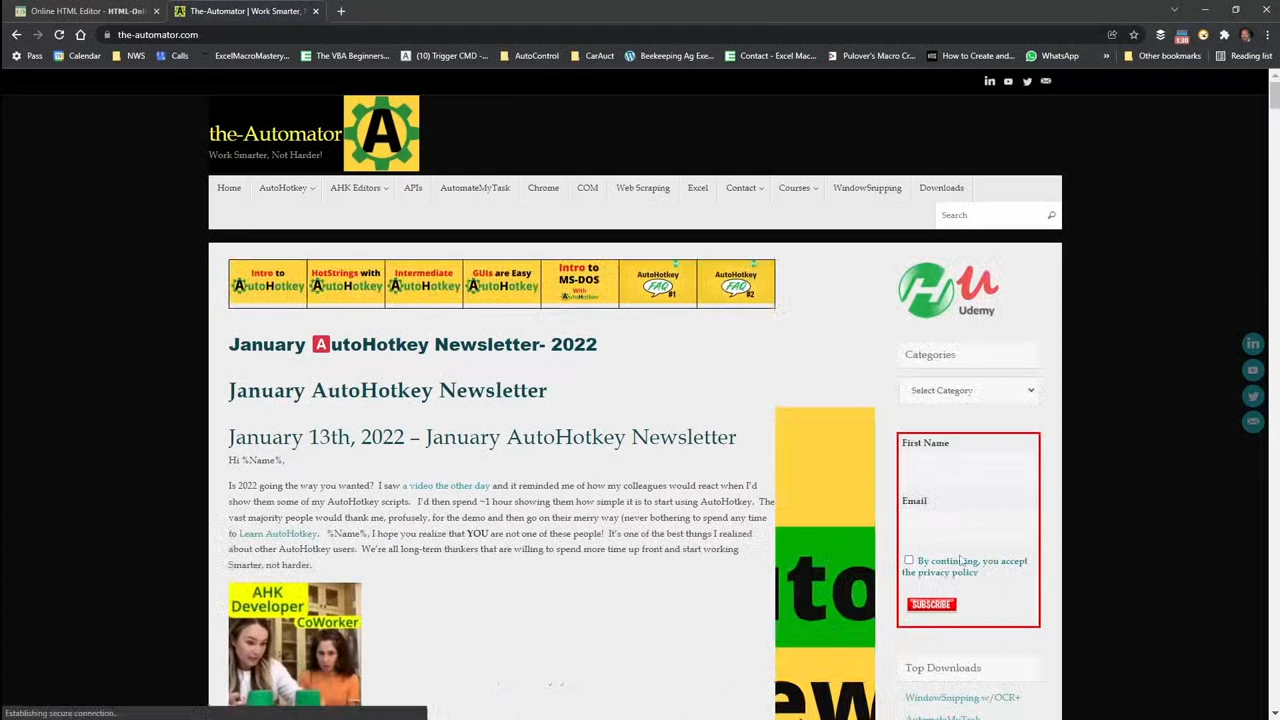 Online HTML Editor - HTML-Onl
The-Automator | Work Smarter, N
the-automator.com
Pass
Calendar
NWS
Calls
ExcelMacroMastery...
The VBA Beginners...
(10) Trigger CMD -...
AutoControl
CarAuct
Beekeeping Ag Exp...
Contact - Excel Mac...
Pulover's Macro Cr...
How to Create and...
WhatsApp
Other bookmarks
Reading list
1:30
the-Automator
A
Work Smarter, Not Harder!
Home
AutoHotkey
AHK Editors
APIs
AutomateMyTask
Chrome
COM
Web Scraping
Excel
Contact
Courses
WindowSnipping
Downloads
Search
Intro to
AutoHotkey
HotStrings with
AutoHotkey
Intermediate
AutoHotkey
GUIs are Easy
AutoHotkey
Intro to
MS-DOS
With
AutoHotkey
AutoHotkey
FAQ
#1
AutoHotkey
FAQ
#2
H
u
Udemy
January AutoHotkey Newsletter- 2022
January AutoHotkey Newsletter
January 13th, 2022 – January AutoHotkey Newsletter
Hi %Name%,
Is 2022 going the way you wanted? I saw a video the other day and it reminded me of how my colleagues would react when I'd
show them some of my AutoHotkey scripts. I'd then spend ~1 hour showing them how simple it is to start using AutoHotkey. The
vast majority people would thank me, profusely, for the demo and then go on their merry way (never bothering to spend any time
to Learn AutoHotkey. %Name%, I hope you realize that YOU are not one of these people! It's one of the best things I realized
about other AutoHotkey users. We're all long-term thinkers that are willing to spend more time up front and start working
Smarter, not harder.
AHK
Developer
CoWorker
uto
ew
Categories
Select Category
First Name
Email
By continuing, you accept
the privacy policy
SUBSCRIBE
Top Downloads
WindowSnipping w/OCR+
AutomateMyTask
Establishing secure connection...